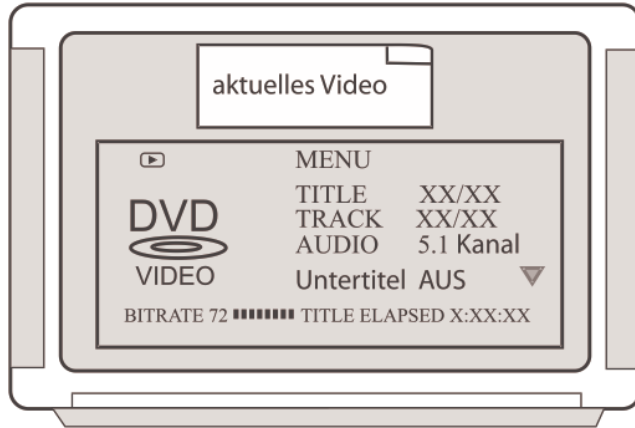 aktuelles Video
MENU
DVD
VIDEO
TITLE XX/XX
TRACK XX/XX
AUDIO 5.1 Kanal
Untertitel AUS
BITRATE 72 TITLE ELAPSED X:XX:XX